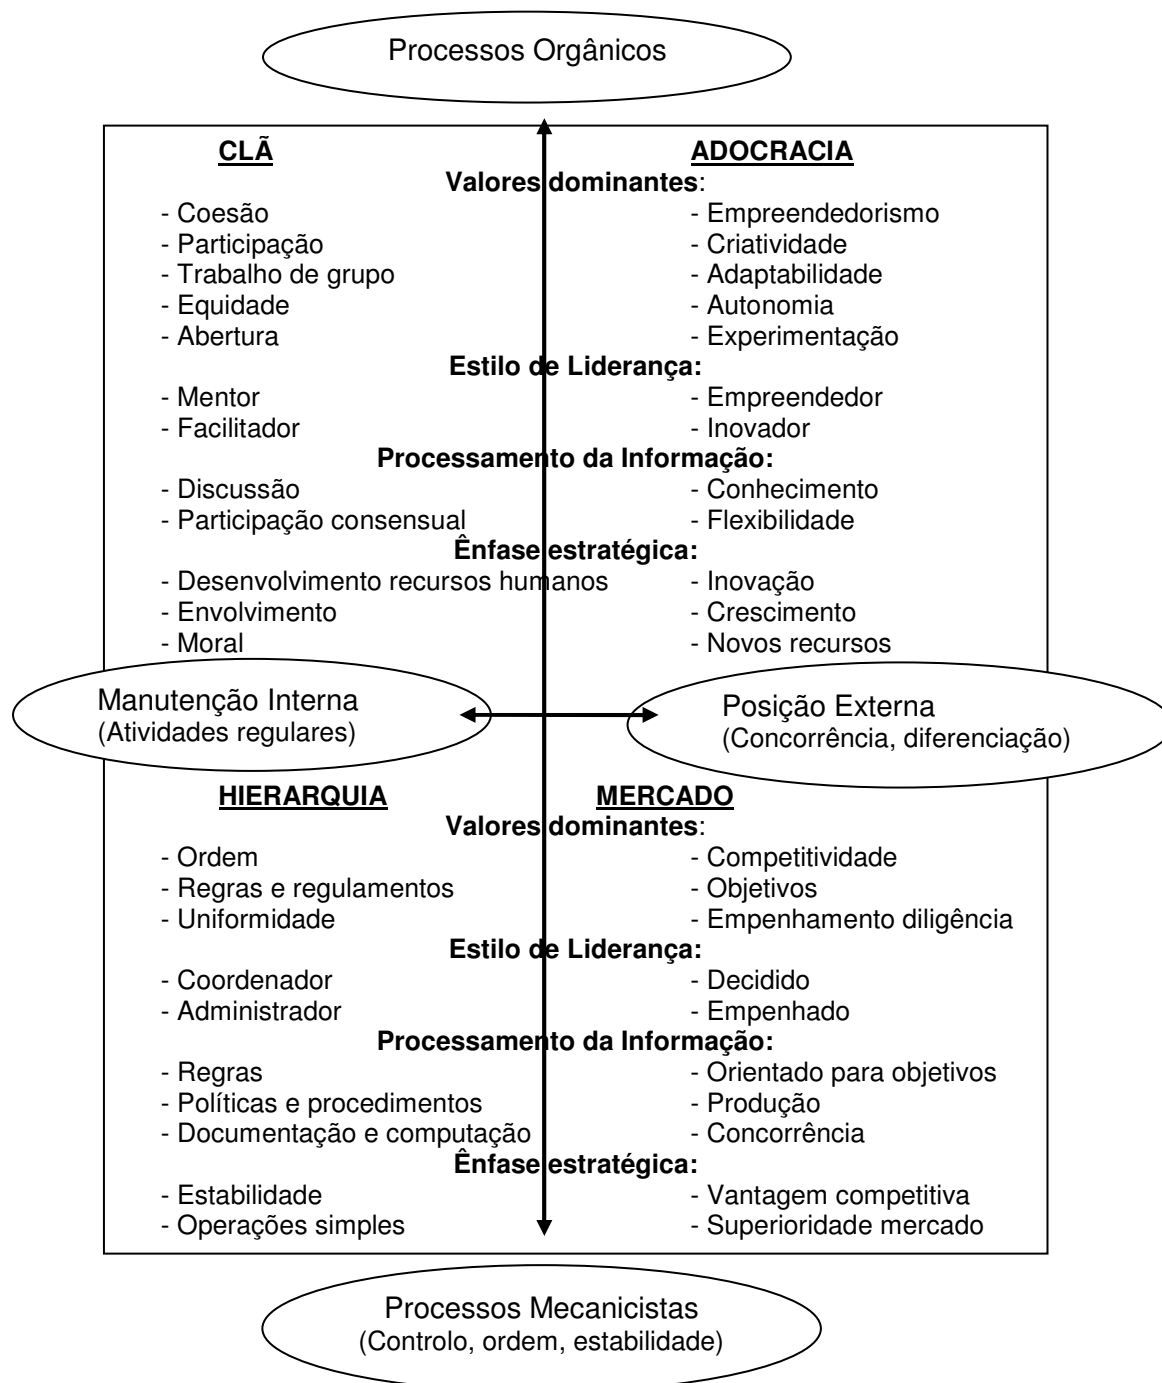 Processos Orgânicos
CLÃ
ADOCRACIA
Valores dominantes:
- Coesão
- Empreendedorismo
- Participação
- Criatividade
- Trabalho de grupo
- Adaptabilidade
- Equidade
- Autonomia
- Abertura
- Experimentação
Estilo de Liderança:
- Mentor
- Empreendedor
- Facilitador
- Inovador
Processamento da Informação:
- Discussão
- Conhecimento
- Participação consensual
- Flexibilidade
Ênfase estratégica:
- Desenvolvimento recursos humanos
- Inovação
- Envolvimento
- Crescimento
- Moral
- Novos recursos
Manutenção Interna
(Atividades regulares)
Posição Externa
(Concorrência, diferenciação)
HIERARQUIA
MERCADO
Valores dominantes:
- Ordem
- Competitividade
- Regras e regulamentos
- Objetivos
- Uniformidade
- Empenhamento diligência
Estilo de Liderança:
- Coordenador
- Decidido
- Administrador
- Empenhado
Processamento da Informação:
- Regras
- Orientado para objetivos
- Políticas e procedimentos
- Produção
- Documentação e computação
- Concorrência
Ênfase estratégica:
- Estabilidade
- Vantagem competitiva
- Operações simples
- Superioridade mercado
Processos Mecanicistas
(Controlo, ordem, estabilidade)